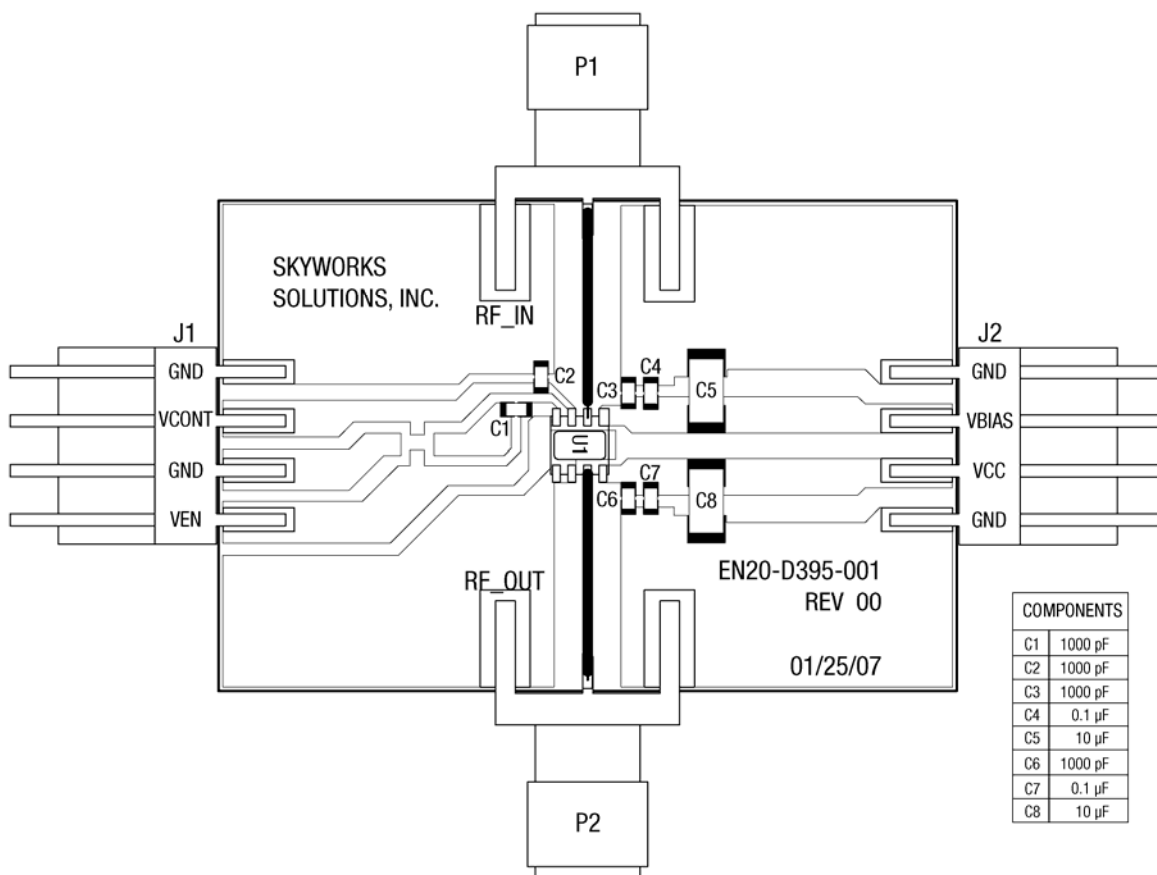 P1
SKYWORKS
SOLUTIONS, INC.
RF_IN
J1
J2
GND
VCONT
GND
VEN
C2
C1
C3
C4
C5
U1
C6
C7
C8
GND
VBIAS
VCC
GND
RF_OUT
EN20-D395-001
REV 00
01/25/07
P2
COMPONENTS
C1 1000 pF
C2 1000 pF
C3 1000 pF
C4 0.1 µF
C5 10 µF
C6 1000 pF
C7 0.1 µF
C8 10 µF